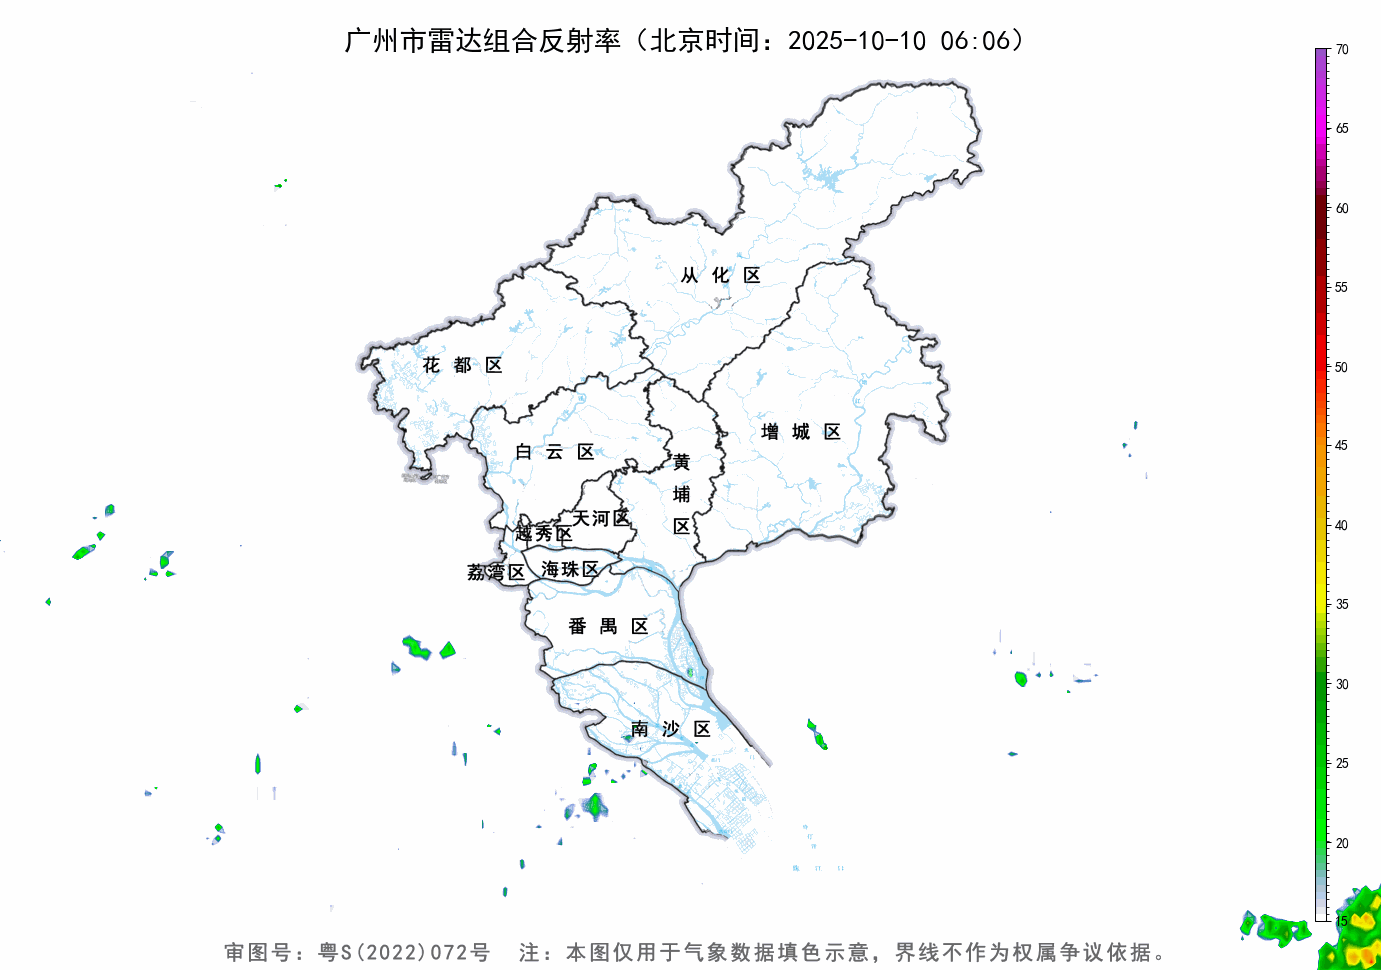 广州市雷达组合反射率（北京时间：2025-10-10 06:06）
70
65
60
55
50
45
40
35
30
25
20
15
从化区
花都区
增城区
白云区
黄埔区
天河区
越秀区
荔湾区
海珠区
番禺区
南沙区
审图号：粤S(2022)072号 注：本图仅用于气象数据填色示意，界线不作为权属争议依据。